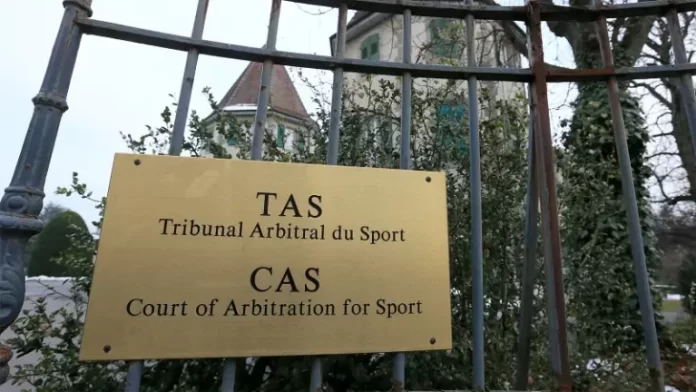 TAS
Tribunal Arbitral du Sport
CAS
Court of Arbitration for Sport